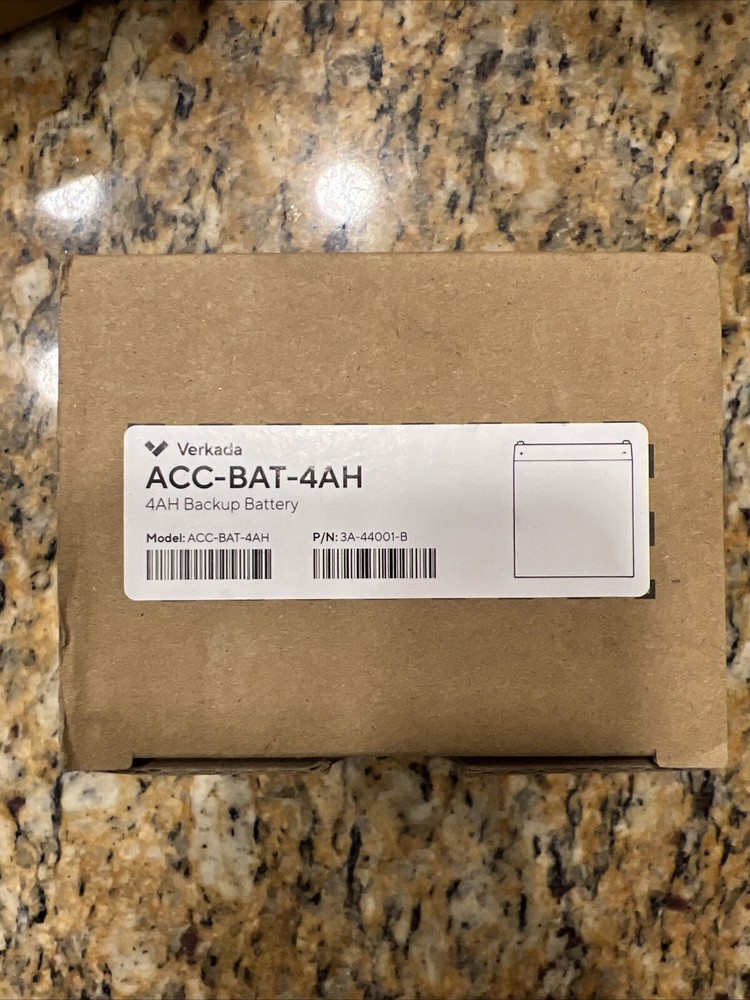 Verkada
ACC-BAT-4AH
4AH Backup Battery
Model: ACC-BAT-4AH P/N: 3A-44001-B
+ -